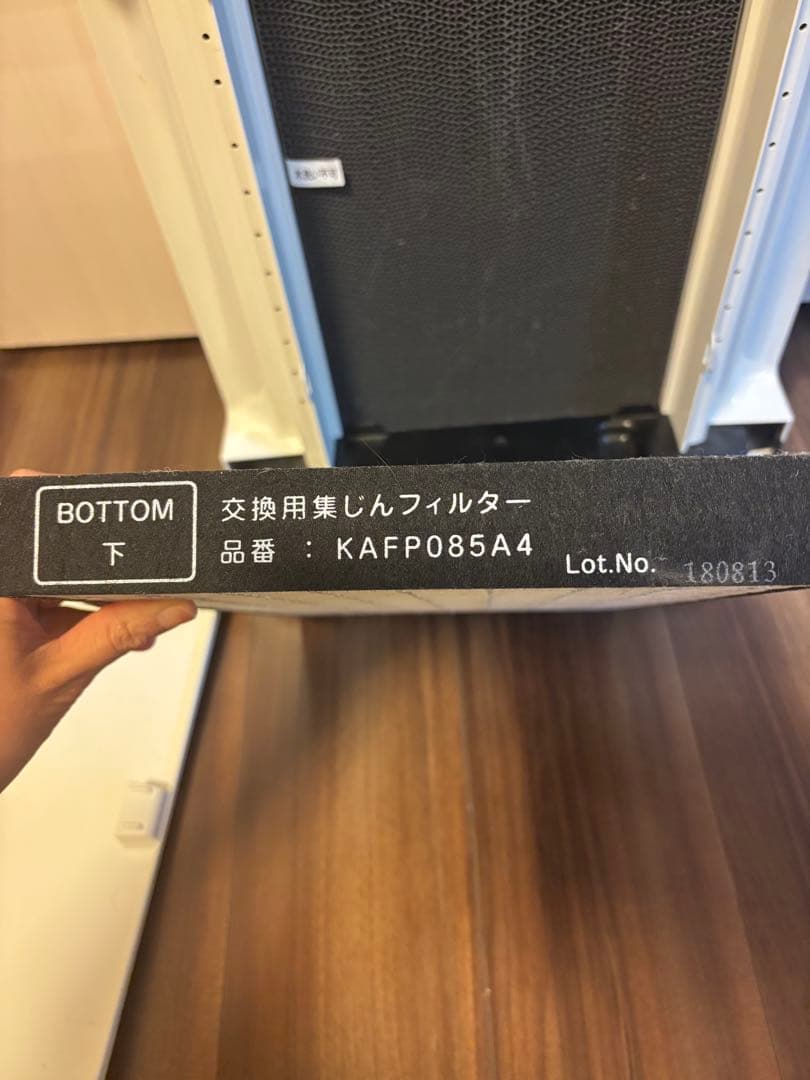 BOTTOM
下
交換用集じんフィルター
品番 : KAFP085A4
Lot.No. 180813